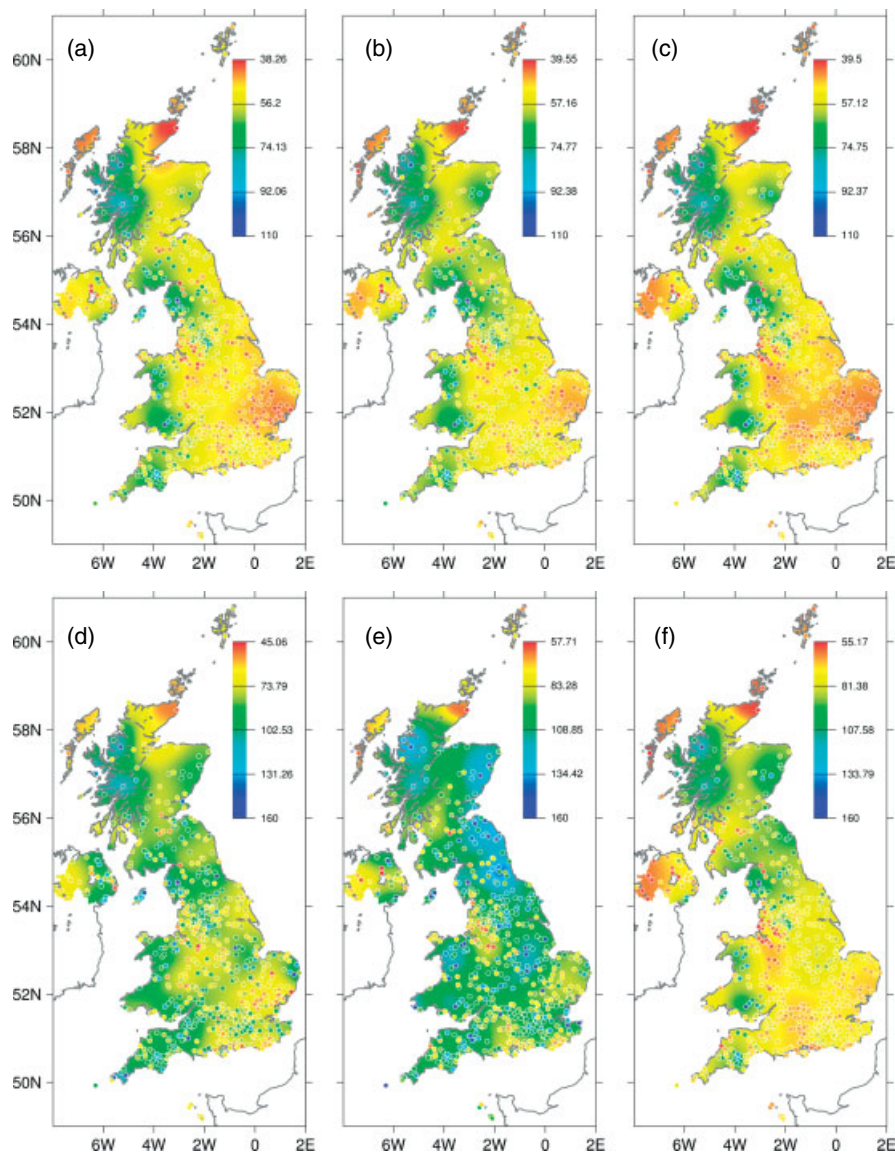 (a)
38.26
56.2
74.13
92.06
110
(b)
39.55
57.16
74.77
92.38
110
(c)
39.5
57.12
74.75
92.37
110
60N
58N
56N
54N
52N
50N
6W 4W 2W 0 2E
6W 4W 2W 0 2E
6W 4W 2W 0 2E
(d)
45.06
73.79
102.53
131.26
160
(e)
57.71
83.28
108.85
134.42
160
(f)
55.17
81.38
107.58
133.79
160
60N
58N
56N
54N
52N
50N
6W 4W 2W 0 2E
6W 4W 2W 0 2E
6W 4W 2W 0 2E